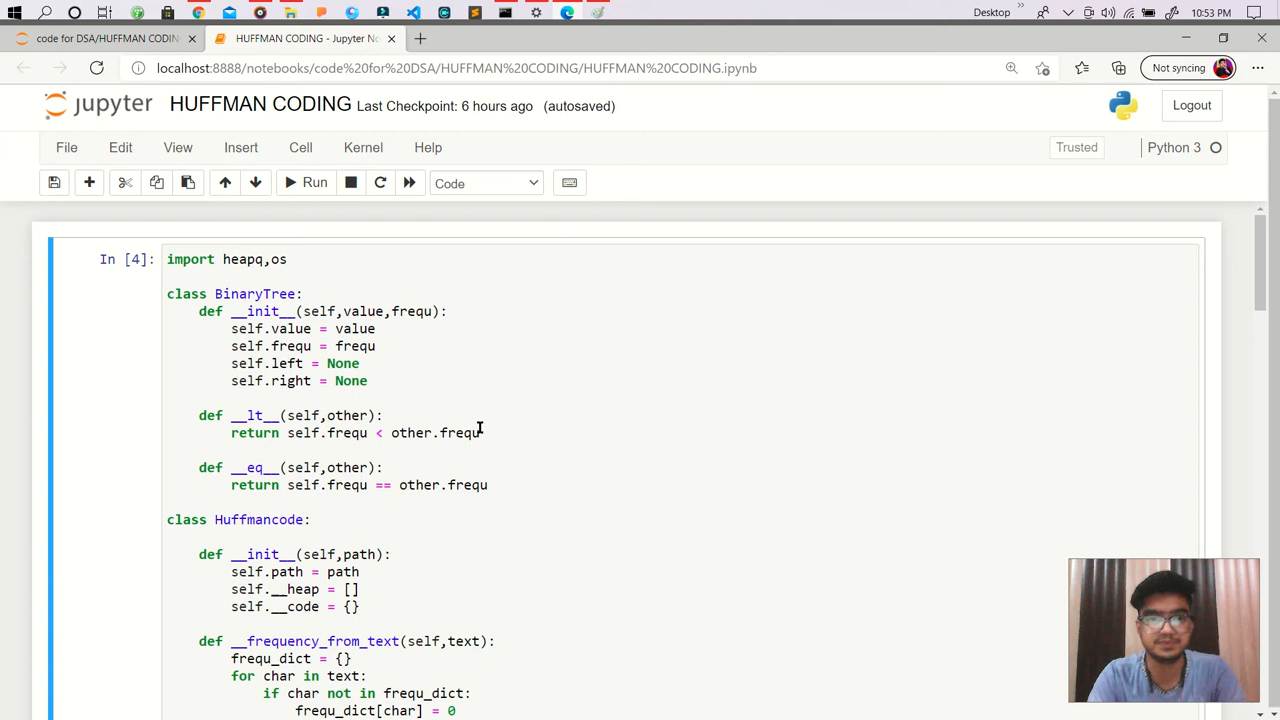 Desktop
10:53 PM
code for DSA/HUFFMAN CODIN
HUFFMAN CODING - Jupyter No
localhost:8888/notebooks/code%20for%20DSA/HUFFMAN%20CODING/HUFFMAN%20CODING.ipynb
Not syncing
jupyter HUFFMAN CODING Last Checkpoint: 6 hours ago (autosaved)
Logout
File Edit View Insert Cell Kernel Help
Trusted
Python 3
Run
Code
In [4]:
import heapq,os
class BinaryTree:
def __init__(self,value,frequ):
self.value = value
self.frequ = frequ
self.left = None
self.right = None
def __lt__(self,other):
return self.frequ < other.frequ
def __eq__(self,other):
return self.frequ == other.frequ
class Huffmancode:
def __init__(self,path):
self.path = path
self.__heap = []
self.__code = {}
def __frequency_from_text(self,text):
frequ_dict = {}
for char in text:
if char not in frequ_dict:
frequ_dict[char] = 0